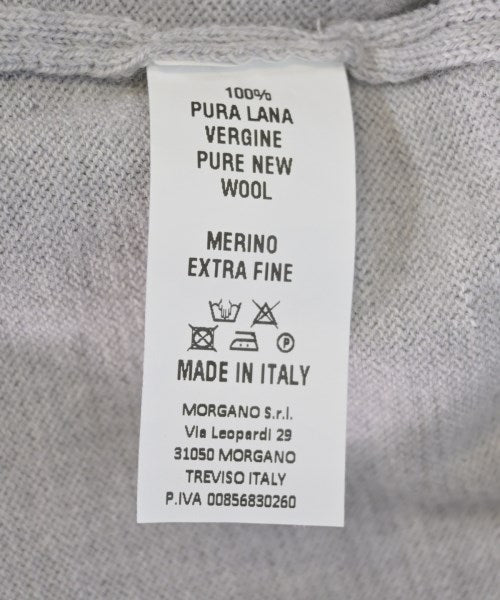 100%
PURA LANA
VERGINE
PURE NEW
WOOL
MERINO
EXTRA FINE
P
MADE IN ITALY
MORGANO S.r.l.
Via Leopardi 29
31050 MORGANO
TREVISO ITALY
P.IVA 00856830260